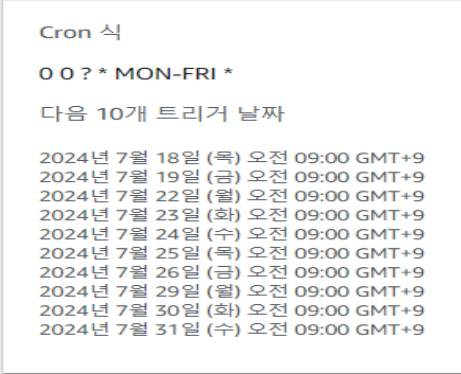 Cron 식
0 0 ? * MON-FRI *
다음 10개 트리거 날짜
2024년 7월 18일 (목) 오전 09:00 GMT+9
2024년 7월 19일 (금) 오전 09:00 GMT+9
2024년 7월 22일 (월) 오전 09:00 GMT+9
2024년 7월 23일 (화) 오전 09:00 GMT+9
2024년 7월 24일 (수) 오전 09:00 GMT+9
2024년 7월 25일 (목) 오전 09:00 GMT+9
2024년 7월 26일 (금) 오전 09:00 GMT+9
2024년 7월 29일 (월) 오전 09:00 GMT+9
2024년 7월 30일 (화) 오전 09:00 GMT+9
2024년 7월 31일 (수) 오전 09:00 GMT+9